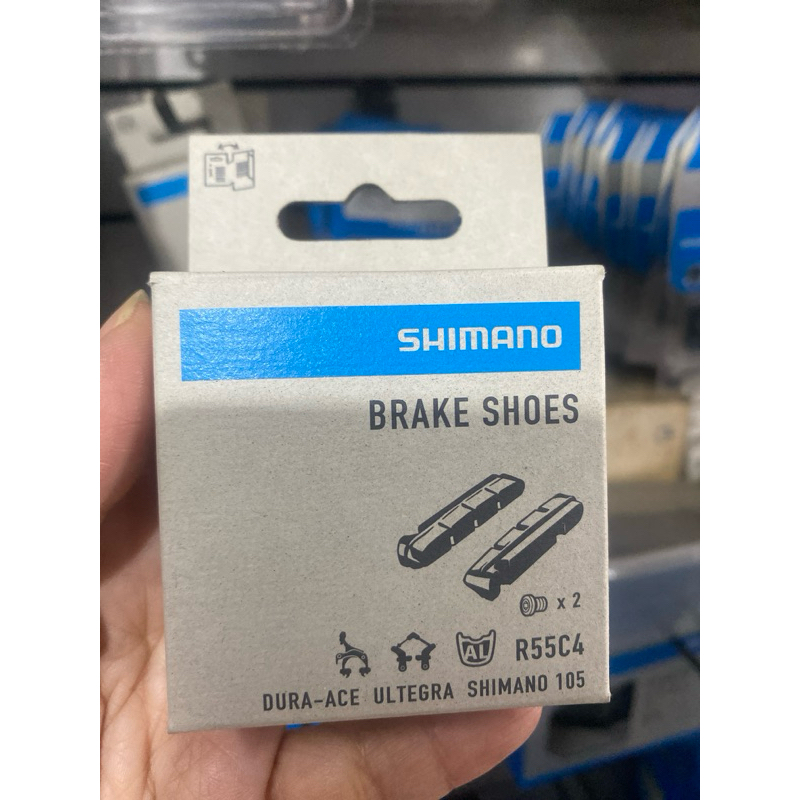 SHIMANO
BRAKE SHOES
x 2
AL R55C4
DURA-ACE ULTEGRA SHIMANO 105